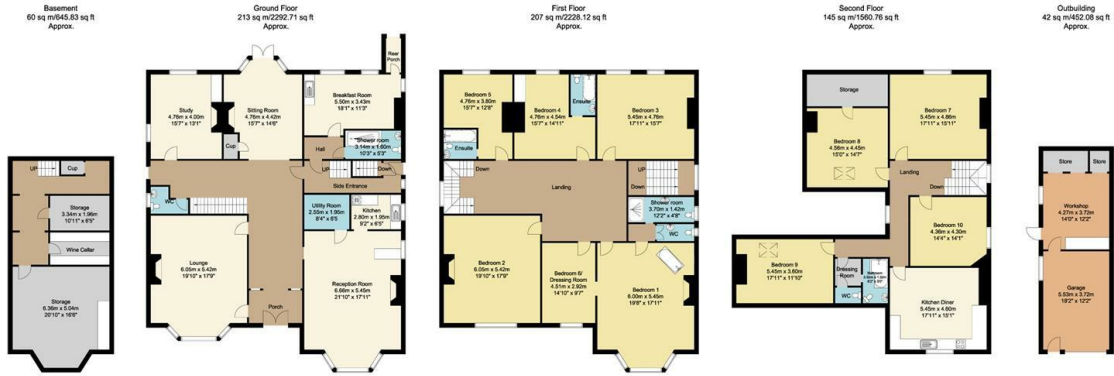 Basement
60 sq m/645.83 sq ft
Approx.
UP
Cup
Storage
3.34m x 1.96m
10'11" x 6'5"
Wine Cellar
Storage
6.36m x 5.04m
20'10" x 16'6"
Ground Floor
213 sq m/2292.71 sq ft
Approx.
Rear
Porch
Study
4.76m x 4.00m
15'7" x 13'1"
Sitting Room
4.76m x 4.42m
15'7" x 14'6"
Breakfast Room
5.50m x 3.43m
18'1" x 11'3"
Cup
Hall
Shower room
3.14m x 1.60m
10'3" x 5'3"
UP
Down
Side Entrance
WC
Utility Room
2.55m x 1.95m
8'4" x 6'5
Kitchen
2.80m x 1.95m
9'2" x 6'5"
Lounge
6.05m x 5.42m
19'10" x 17'9"
Reception Room
6.66m x 5.45m
21'10" x 17'11"
Porch
First Floor
207 sq m/2228.12 sq ft
Approx.
Bedroom 5
4.76m x 3.80m
15'7" x 12'8"
Bedroom 4
4.76m x 4.54m
15'7" x 14'11"
Ensuite
Bedroom 3
5.45m x 4.76m
17'11" x 15'7"
Ensuite
Down
Landing
UP
Down
Shower room
3.70m x 1.42m
12'2" x 4'8"
WC
Bedroom 2
6.05m x 5.42m
19'10" x 17'9"
Bedroom 6/
Dressing Room
4.51m x 2.92m
14'10" x 9'7"
Bedroom 1
6.00m x 5.45m
19'8" x 17'11"
Second Floor
145 sq m/1560.76 sq ft
Approx.
Storage
Bedroom 8
4.56m x 4.45m
15'0" x 14'7"
Bedroom 7
5.45m x 4.86m
17'11" x 15'11"
Landing
Down
Bedroom 10
4.36m x 4.30m
14'4" x 14'1"
Bedroom 9
5.45m x 3.60m
17'11" x 11'10"
Dressing
Room
Bathroom
WC
Kitchen Diner
5.45m x 4.60m
17'11" x 15'1"
Outbuilding
42 sq m/452.08 sq ft
Approx.
Store
Store
Workshop
4.27m x 3.72m
14'0" x 12'2"
Garage
5.53m x 3.72m
18'2" x 12'2"